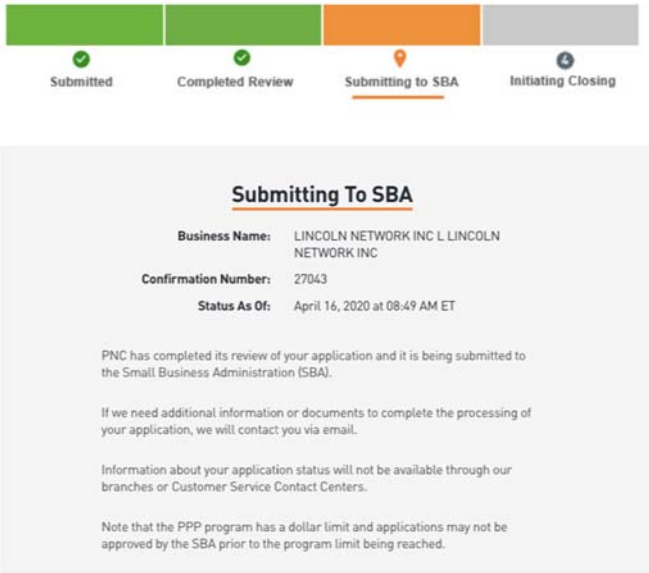 Submitted Completed Review Submitting to SBA 4 Initiating Closing
Submitting To SBA
Business Name: LINCOLN NETWORK INC L LINCOLN
NETWORK INC
Confirmation Number: 27043
Status As Of: April 16, 2020 at 08:49 AM ET
PNC has completed its review of your application and it is being submitted to
the Small Business Administration (SBA).
If we need additional information or documents to complete the processing of
your application, we will contact you via email.
Information about your application status will not be available through our
branches or Customer Service Contact Centers.
Note that the PPP program has a dollar limit and applications may not be
approved by the SBA prior to the program limit being reached.